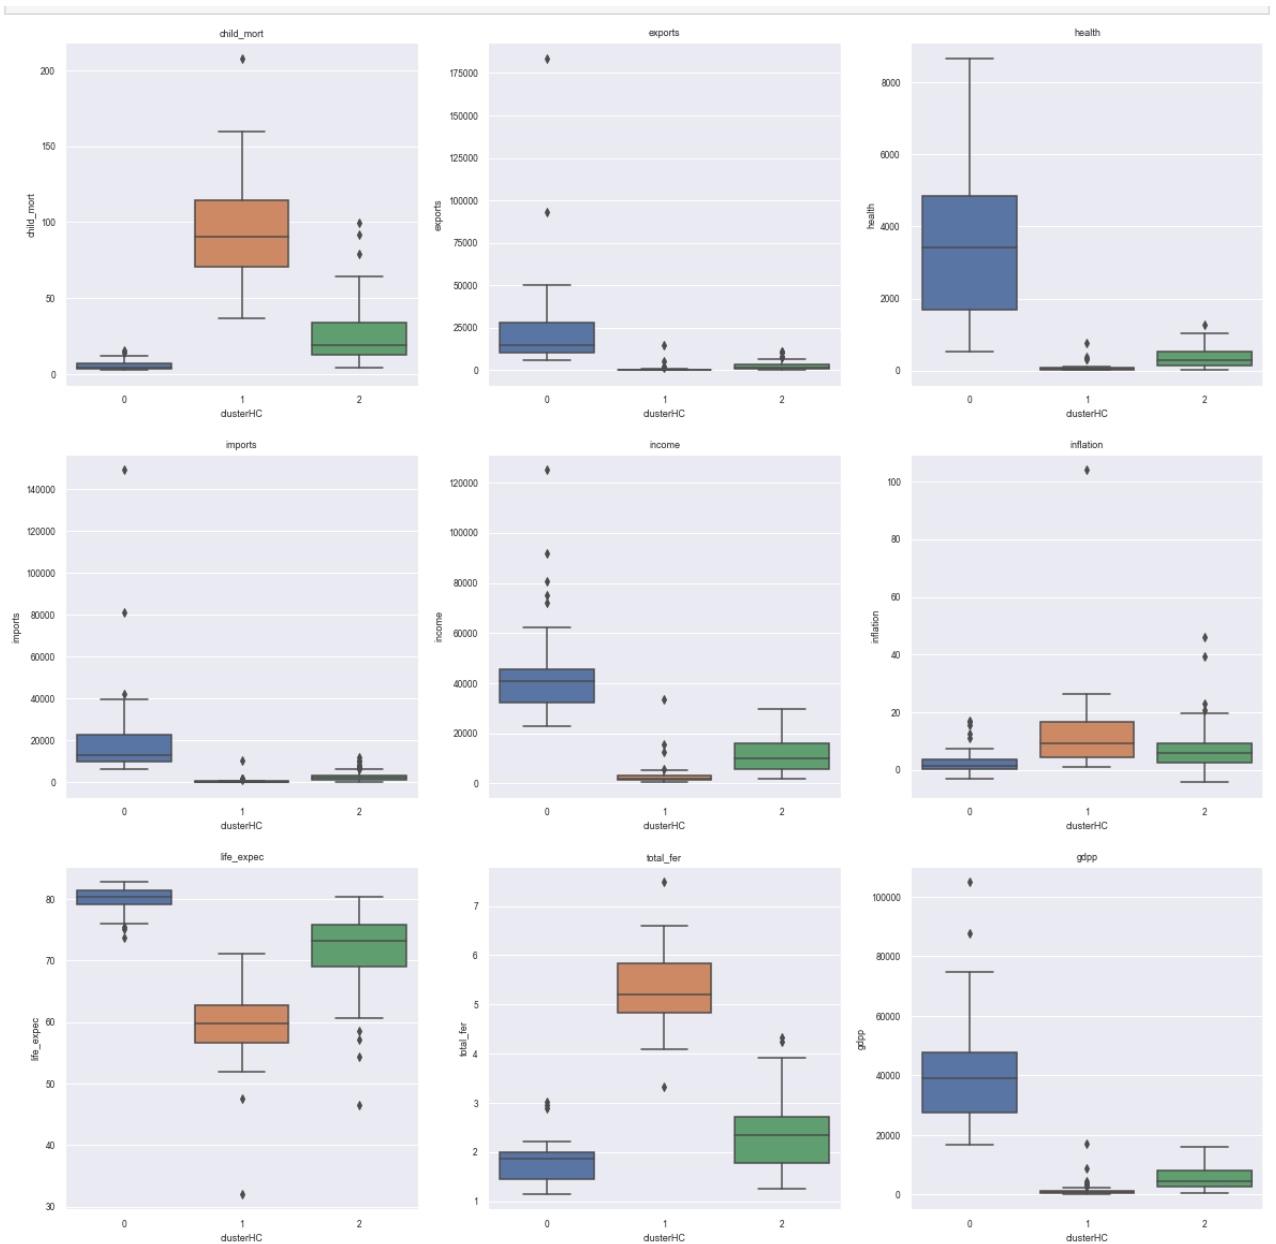 child_mort
exports
health
200
150
100
50
0
child_mort
0 1 2
clusterHC
175000
150000
125000
100000
75000
50000
25000
0
exports
0 1 2
clusterHC
8000
6000
4000
2000
0
health
0 1 2
clusterHC
imports
income
inflation
140000
120000
100000
80000
60000
40000
20000
0
imports
0 1 2
clusterHC
120000
100000
80000
60000
40000
20000
0
income
0 1 2
clusterHC
100
80
60
40
20
0
inflation
0 1 2
clusterHC
life_expec
total_fer
gdpp
80
70
60
50
40
30
life_expec
0 1 2
clusterHC
7
6
5
4
3
2
1
total_fer
0 1 2
clusterHC
100000
80000
60000
40000
20000
0
gdpp
0 1 2
clusterHC